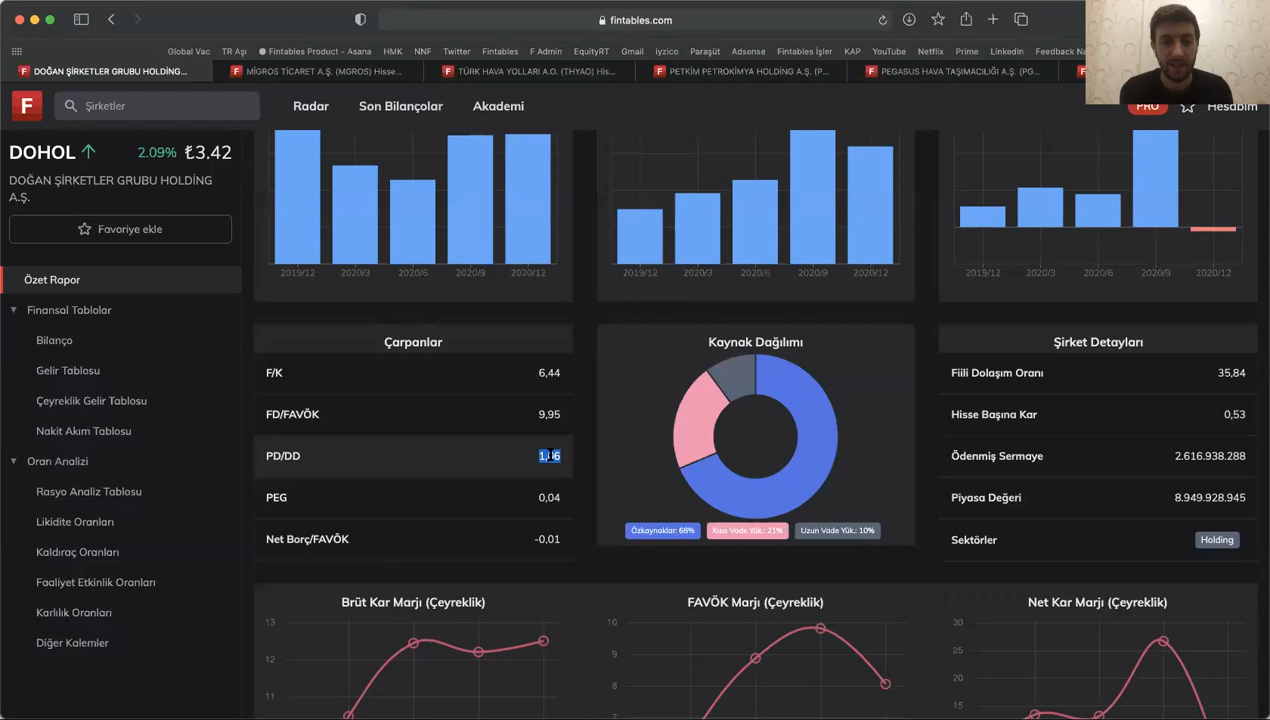 fintables.com
Global Vac TR Aşı Fintables Product - Asana HMK NNF Twitter Fintables F Admin EquityRT Gmail iyzico Paraşüt Adsense Fintables İşler KAP YouTube Netflix Prime Linkedin Feedback N
F DOĞAN ŞİRKETLER GRUBU HOLDİNG... F MİGROS TİCARET A.Ş. (MGROS) Hisse... F TÜRK HAVA YOLLARI A.O. (THYAO) His... F PETKİM PETROKİMYA HOLDİNG A.Ş. (P... F PEGASUS HAVA TAŞIMACILIĞI A.Ş. (PG...
F Şirketler Radar Son Bilançolar Akademi PRO Hesabım
DOHOL 2.09% ₺3.42
DOĞAN ŞİRKETLER GRUBU HOLDİNG
A.Ş.
Favoriye ekle
Özet Rapor
Finansal Tablolar
Bilanço
Gelir Tablosu
Çeyreklik Gelir Tablosu
Nakit Akım Tablosu
Oran Analizi
Rasyo Analiz Tablosu
Likidite Oranları
Kaldıraç Oranları
Faaliyet Etkinlik Oranları
Karlılık Oranları
Diğer Kalemler
2019/12 2020/3 2020/6 2020/9 2020/12
2019/12 2020/3 2020/6 2020/9 2020/12
2019/12 2020/3 2020/6 2020/9 2020/12
Çarpanlar
F/K 6,44
FD/FAVÖK 9,95
PD/DD
PEG 0,04
Net Borç/FAVÖK -0,01
Kaynak Dağılımı
Özkaynaklar: 68% Kısa Vade Yük.: 21% Uzun Vade Yük.: 10%
Şirket Detayları
Fiili Dolaşım Oranı 35,84
Hisse Başına Kar 0,53
Ödenmiş Sermaye 2.616.938.288
Piyasa Değeri 8.949.928.945
Sektörler Holding
Brüt Kar Marjı (Çeyreklik)
13
12
11
FAVÖK Marjı (Çeyreklik)
10
9
8
Net Kar Marjı (Çeyreklik)
30
25
20
15